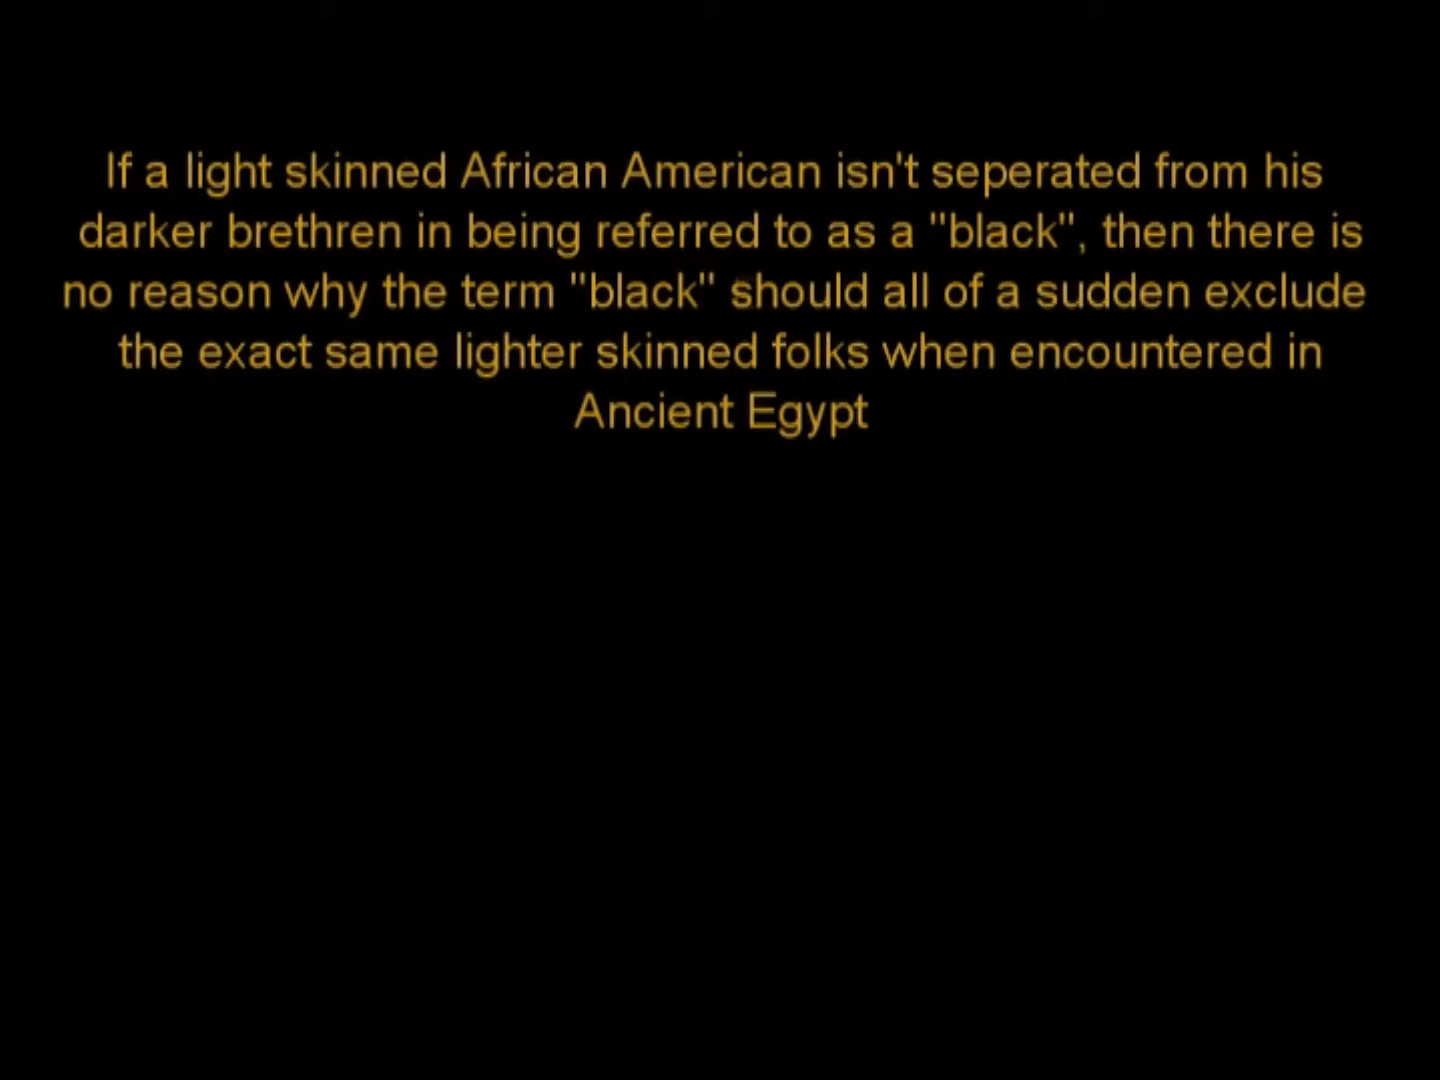 If a light skinned African American isn't seperated from his
darker brethren in being referred to as a "black", then there is
no reason why the term "black" should all of a sudden exclude
the exact same lighter skinned folks when encountered in
Ancient Egypt